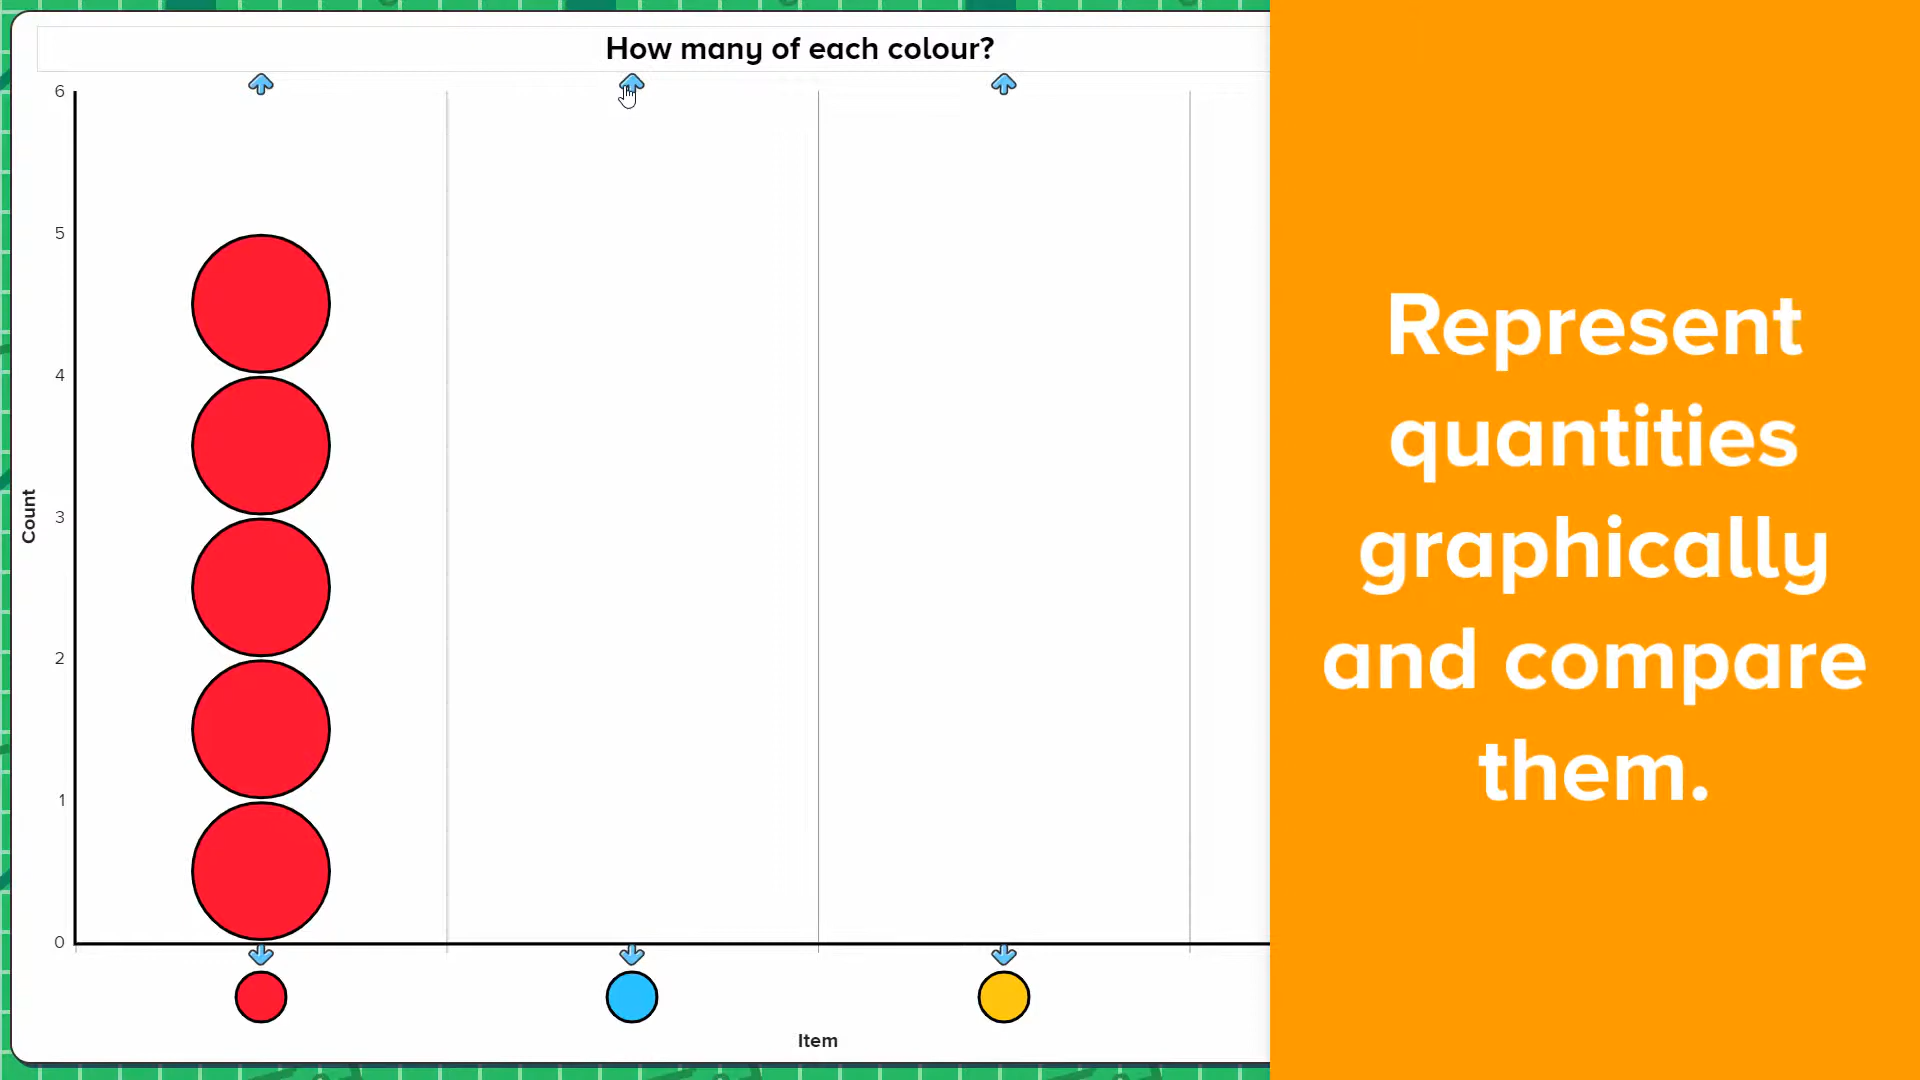 How many of each colour?
6
5
4
3
2
1
0
Count
Item
Represent
quantities
graphically
and compare
them.